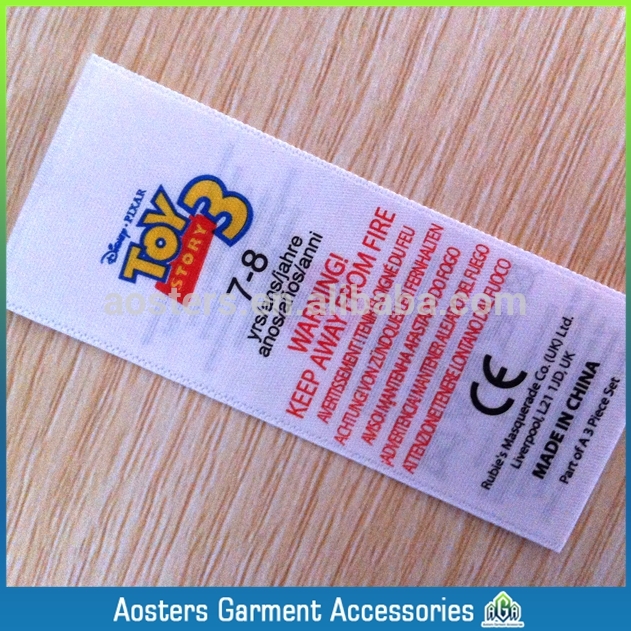 Disney · PIXAR
TOY
STORY
3
7-8
yrs/ans/jahre
anos/años/anni
WARNING!
KEEP AWAY FROM FIRE
AVERTISSEMENT ! TENIR ELOIGNE DU FEU
ACHTUNG! VON ZÜNDQUELLEN FERNHALTEN
AVISO! MANTENHA AFASTADO DO FOGO
¡ADVERTENCIA! MANTENER ALEJADO DEL FUEGO
ATTENZIONE TENERE LONTANO DAL FUOCO
CE
Rubie's Masquerade Co. (UK) Ltd.
Liverpool, L21 1JD, UK
MADE IN CHINA
Part of A 3 Piece Set
aosters.en.alibaba.com
Aosters Garment Accessories
AGA